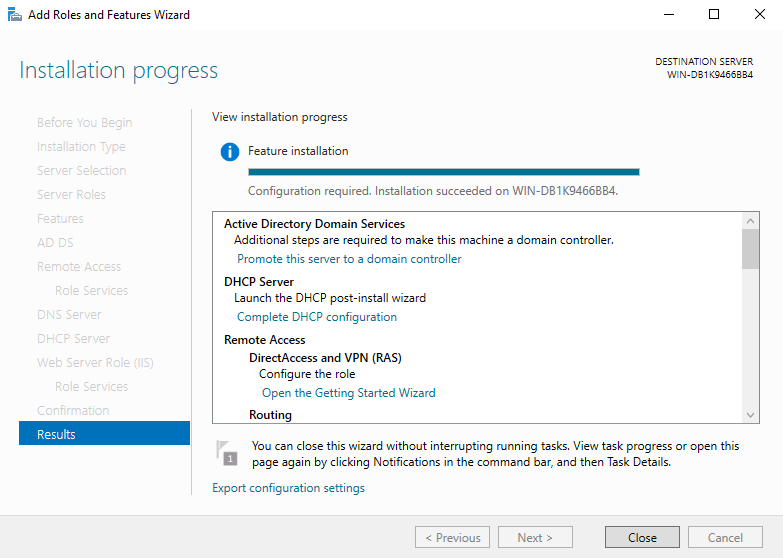 Add Roles and Features Wizard
Installation progress
DESTINATION SERVER
WIN-DB1K9466BB4
Before You Begin
Installation Type
Server Selection
Server Roles
Features
AD DS
Remote Access
Role Services
DNS Server
DHCP Server
Web Server Role (IIS)
Role Services
Confirmation
Results
View installation progress
Feature installation
Configuration required. Installation succeeded on WIN-DB1K9466BB4.
Active Directory Domain Services
Additional steps are required to make this machine a domain controller.
Promote this server to a domain controller
DHCP Server
Launch the DHCP post-install wizard
Complete DHCP configuration
Remote Access
DirectAccess and VPN (RAS)
Configure the role
Open the Getting Started Wizard
Routing
1
You can close this wizard without interrupting running tasks. View task progress or open this
page again by clicking Notifications in the command bar, and then Task Details.
Export configuration settings
< Previous
Next >
Close
Cancel